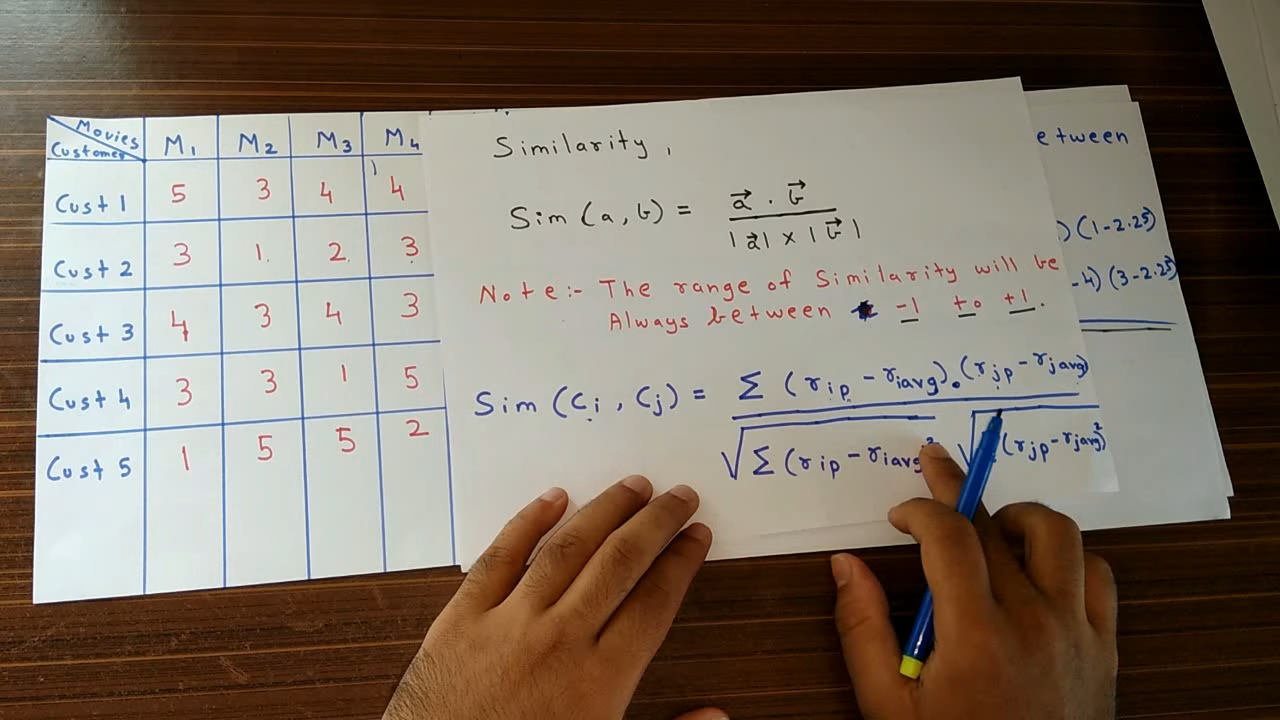 Movies
Customer M1 M2 M3 M4
Cust 1 5 3 4 4
Cust 2 3 1 2 3
Cust 3 4 3 4 3
Cust 4 3 3 1 5
Cust 5 1 5 5 2
Similarity,
Sim (a, b) = a⃗ . b⃗ / |a⃗| × |b⃗|
Note:- The range of Similarity will be
Always between -1 to +1.
Sim (Ci, Cj) = Σ (rip - riavg).(rjp - rjavg)
√Σ (rip - riavg)² √ (rjp - rjavg)²
etween
) (1-2.25)
-4) (3-2.25)